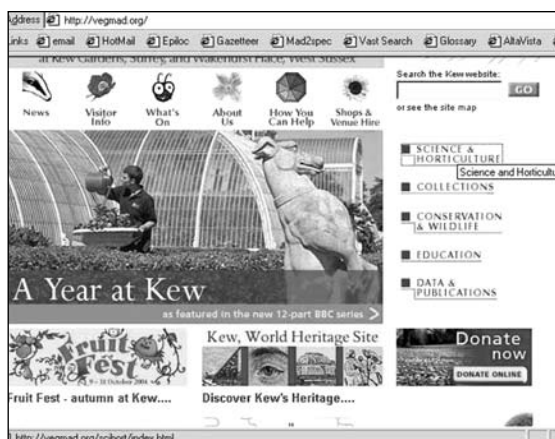 Address http://vegmad.org/
Links email HotMail Epiloc Gazetteer Mad2spec Vast Search Glossary AltaVista
at Kew Gardens, Surrey, and Wakehurst Place, West Sussex
News
Visitor
Info
What's
On
About
Us
How You
Can Help
Shops &
Venue Hire
Search the Kew website:
GO
or see the site map
SCIENCE &
HORTICULTURE
Science and Horticultu
COLLECTIONS
CONSERVATION
& WILDLIFE
EDUCATION
DATA &
PUBLICATIONS
A Year at Kew
as featured in the new 12-part BBC series >
Fruit
Fest
9 - 31 October 2004
Fruit Fest - autumn at Kew....
Kew, World Heritage Site
Discover Kew's Heritage....
Donate
now
DONATE ONLINE
http://vegmad.org/scihort/index.html